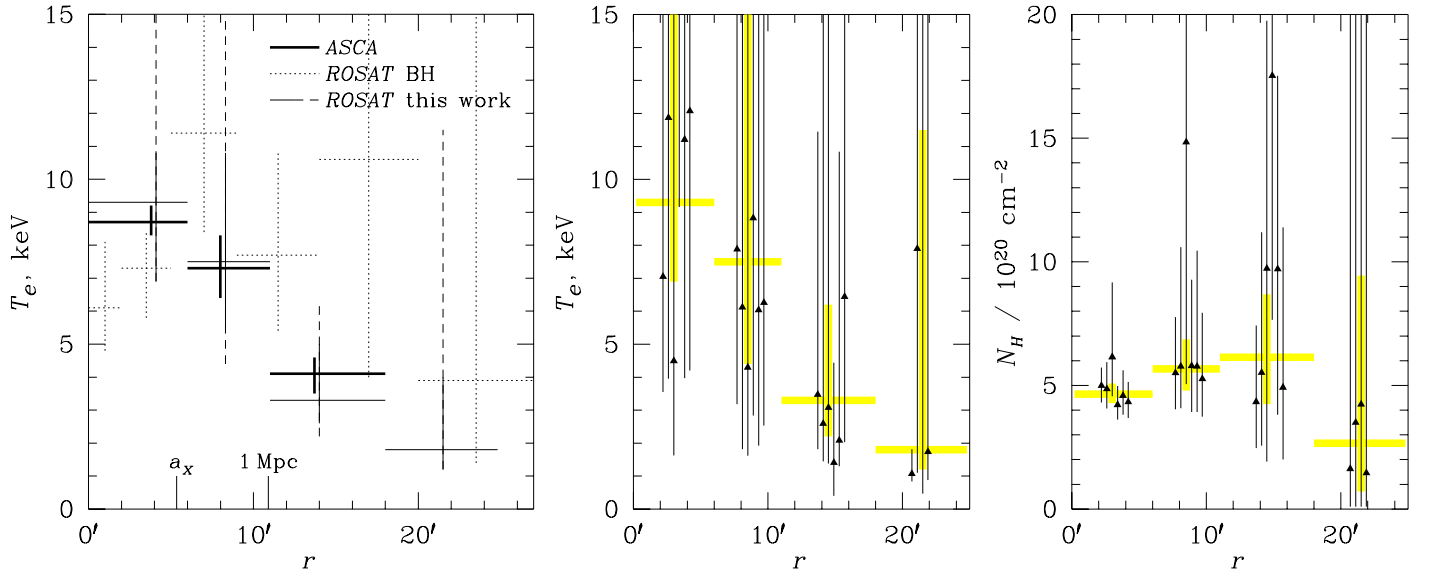 15
10
5
0
T_e, keV
ASCA
ROSAT BH
ROSAT this work
a_x
1 Mpc
0′
10′
20′
r
15
10
5
0
T_e, keV
0′
10′
20′
r
20
15
10
5
0
N_H / 10^20 cm^−2
0′
10′
20′
r